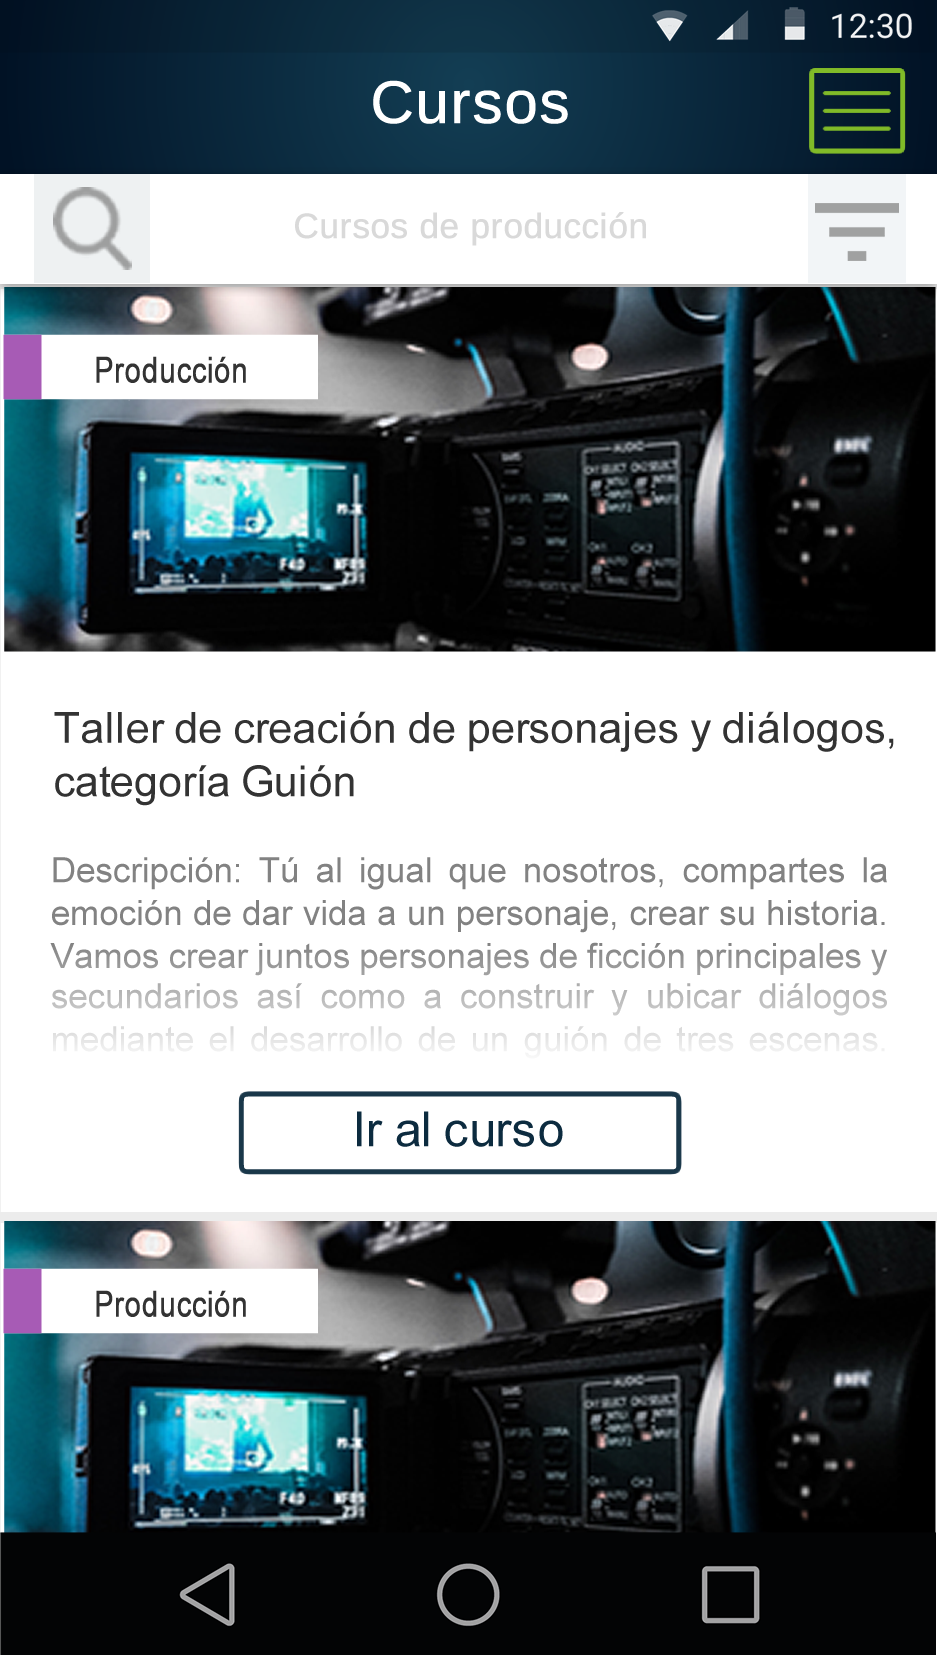 12:30
Cursos
Cursos de producción
Producción
AUDIO
Taller de creación de personajes y diálogos,
categoría Guión
Descripción: Tú al igual que nosotros, compartes la
emoción de dar vida a un personaje, crear su historia.
Vamos crear juntos personajes de ficción principales y
secundarios así como a construir y ubicar diálogos
mediante el desarrollo de un guión de tres escenas.
Ir al curso
Producción
AUDIO